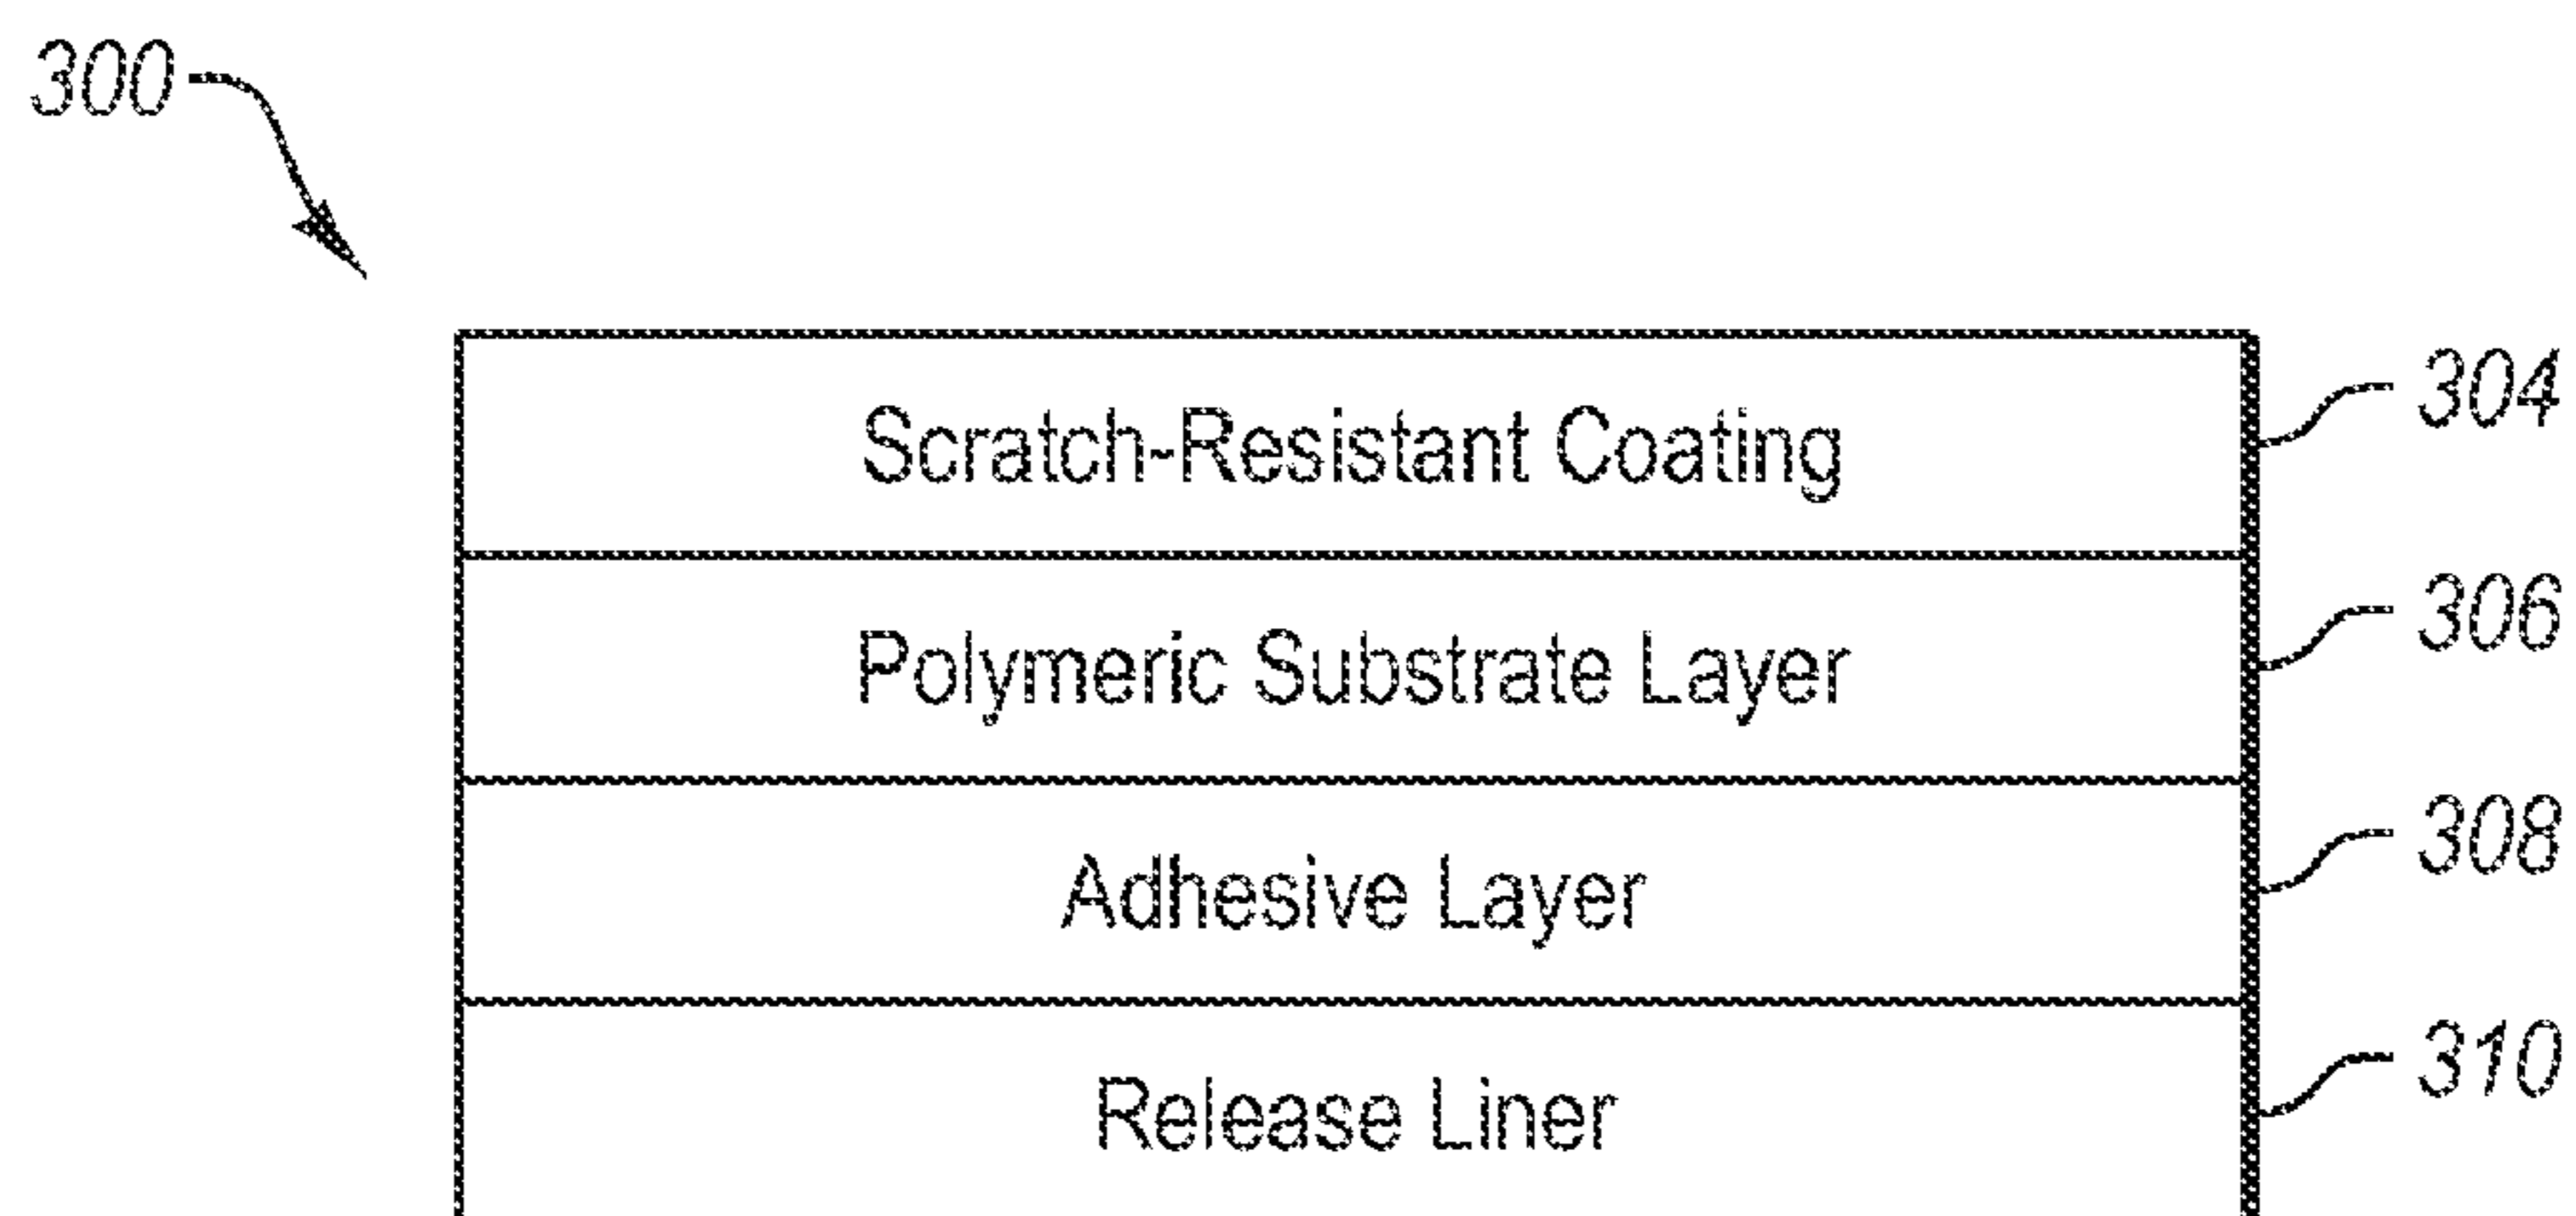 300
Scratch-Resistant Coating 304
Polymeric Substrate Layer 306
Adhesive Layer 308
Release Liner 310